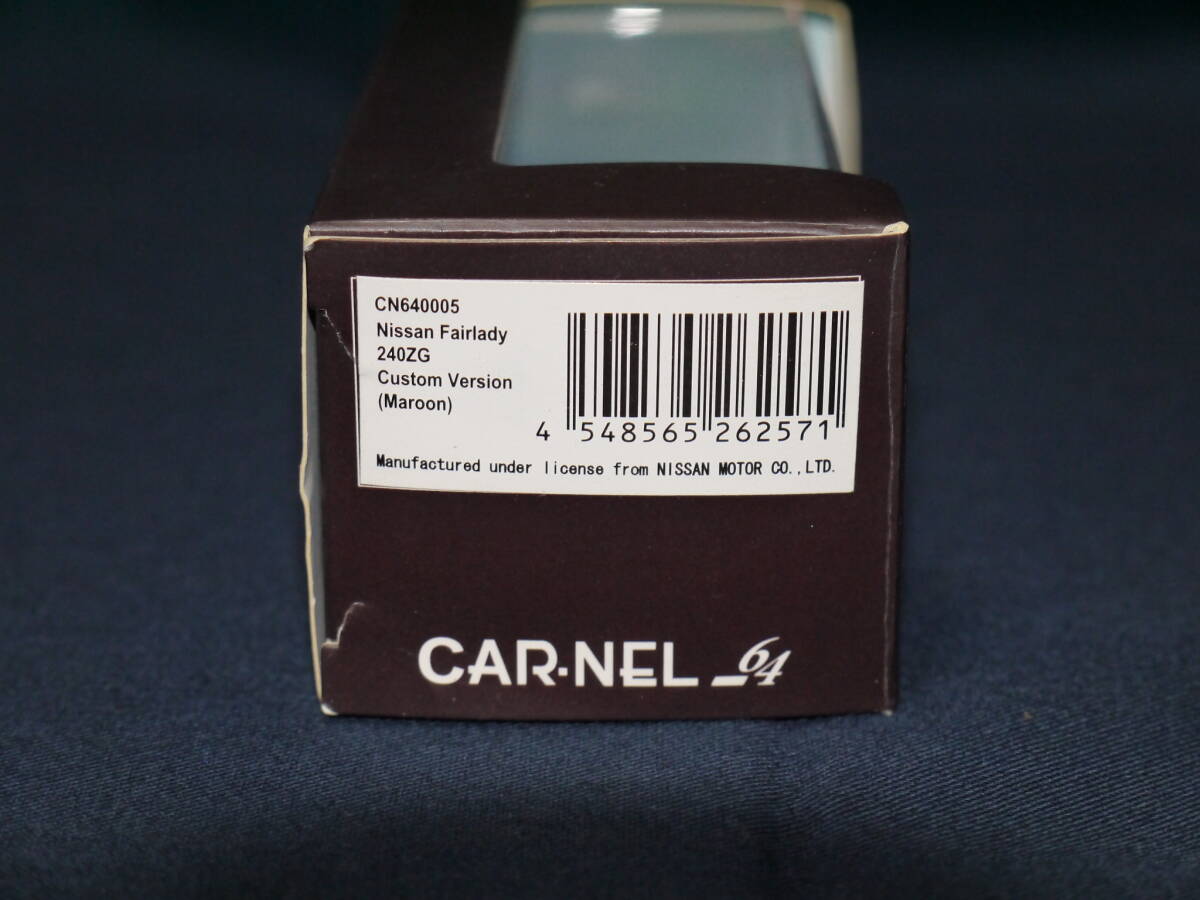 CN640005
Nissan Fairlady
240ZG
Custom Version
(Maroon)
4 548565 262571
Manufactured under license from NISSAN MOTOR CO.,LTD.
CAR·NEL 64